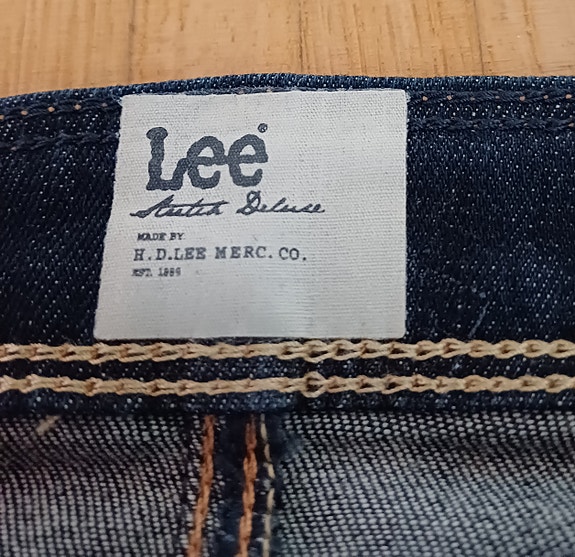 Lee®
Stretch Deluxe
MADE BY
H.D.LEE MERC.CO.
EST. 1889